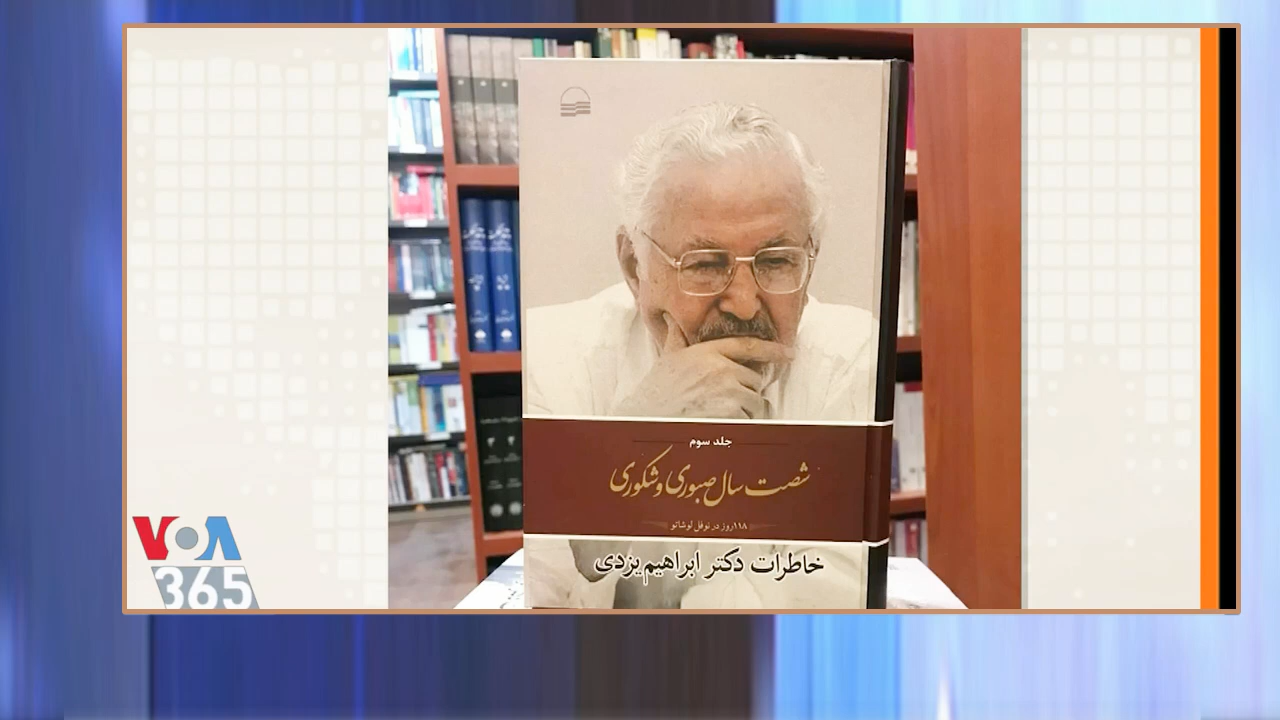 جلد سوم
شصت سال صبوری و شکوری
۱۱۸ روز در نوفل لوشاتو
خاطرات دکتر ابراهیم یزدی
VOA
365